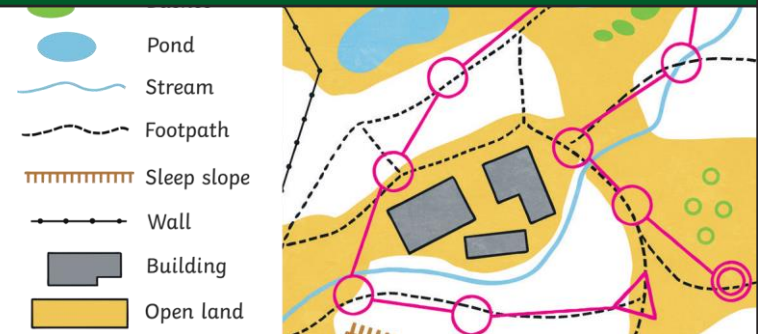 Pond
Stream
Footpath
Sleep slope
Wall
Building
Open land